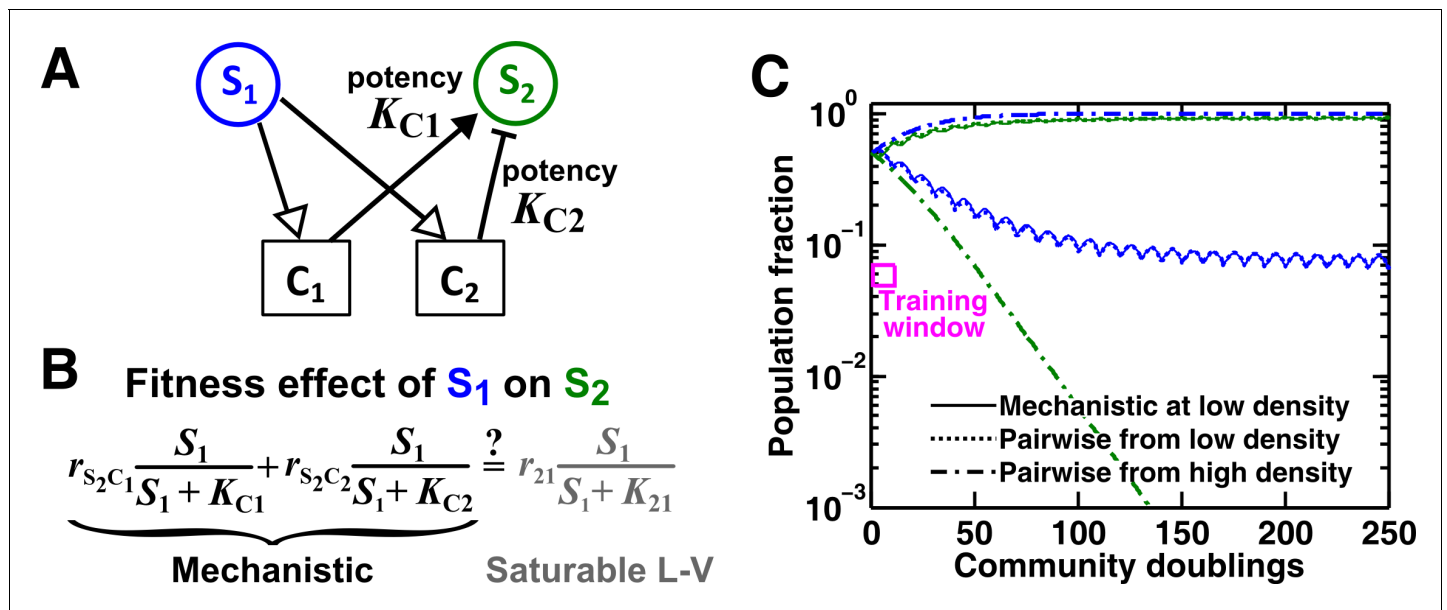 A
S1
S2
potency
KC1
potency
KC2
C1
C2
B
Fitness effect of S1 on S2
rS2C1 S1/(S1 + KC1) + rS2C2 S1/(S1 + KC2) ?= r21 S1/(S1 + K21)
Mechanistic
Saturable L-V
C
Population fraction
10^0
10^-1
10^-2
10^-3
Training
window
Mechanistic at low density
Pairwise from low density
Pairwise from high density
0 50 100 150 200 250
Community doublings